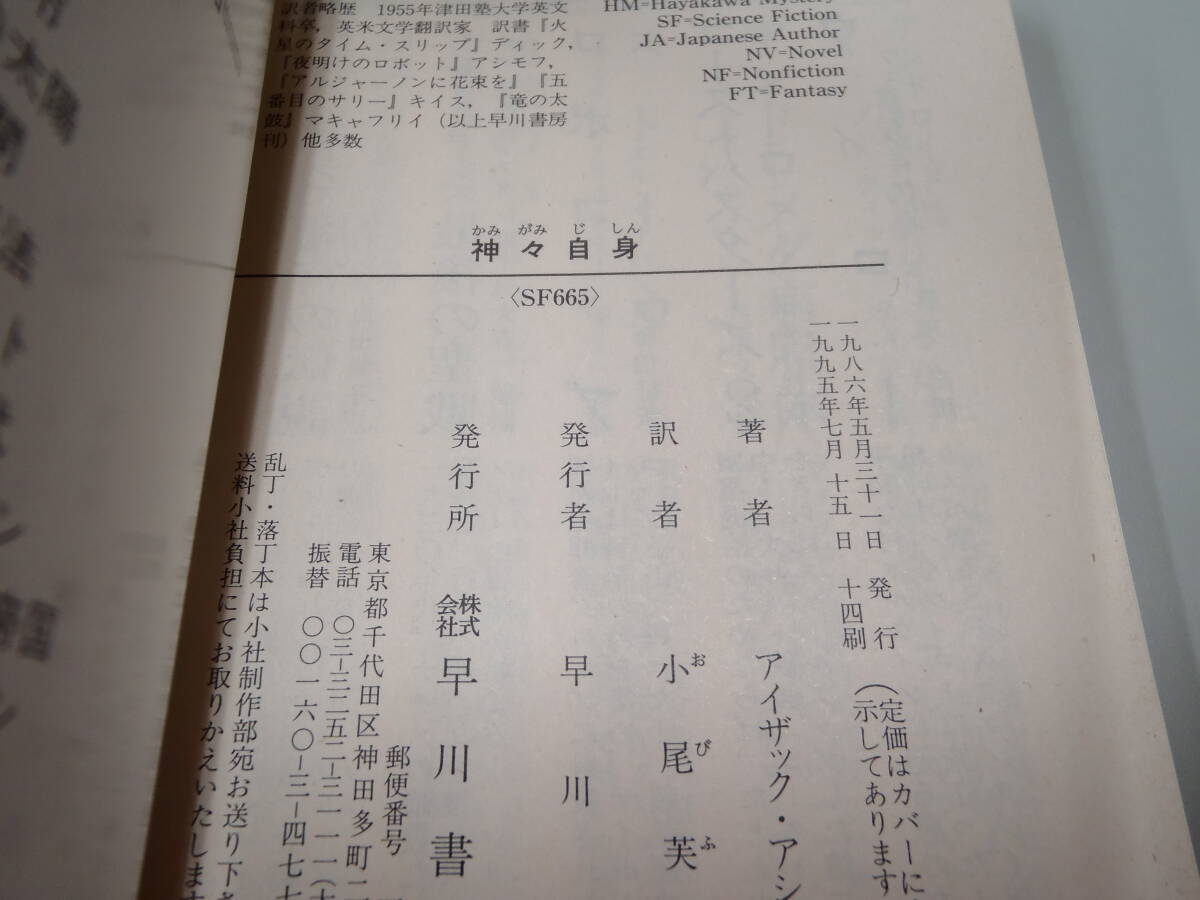 訳者略歴 1955年津田塾大学英文
科卒，英米文学翻訳家 訳書『火
星のタイム・スリップ』ディック，
『夜明けのロボット』アシモフ，
『アルジャーノンに花束を』『五
番目のサリー』キイス，『竜の太
鼓』マキャフリイ（以上早川書房
刊）他多数
HM=Hayakawa Mystery
SF=Science Fiction
JA=Japanese Author
NV=Novel
NF=Nonfiction
FT=Fantasy
かみ がみ じ しん
神々自身
〈SF665〉
一九八六年五月三十一日 発行
一九九五年七月 十五 日 十四刷
（定価はカバーに
示してあります
著者 アイザック・アシ
訳者 小尾芙
お び ふ
発行者 早川
発行所 株式会社 早川書
郵便番号
東京都千代田区神田多町二
電話 〇三-三二五二-三一一一
振替 〇〇一六〇-三-四七七
乱丁・落丁本は小社制作部宛お送り下さ
送料小社負担にてお取りかえいたします